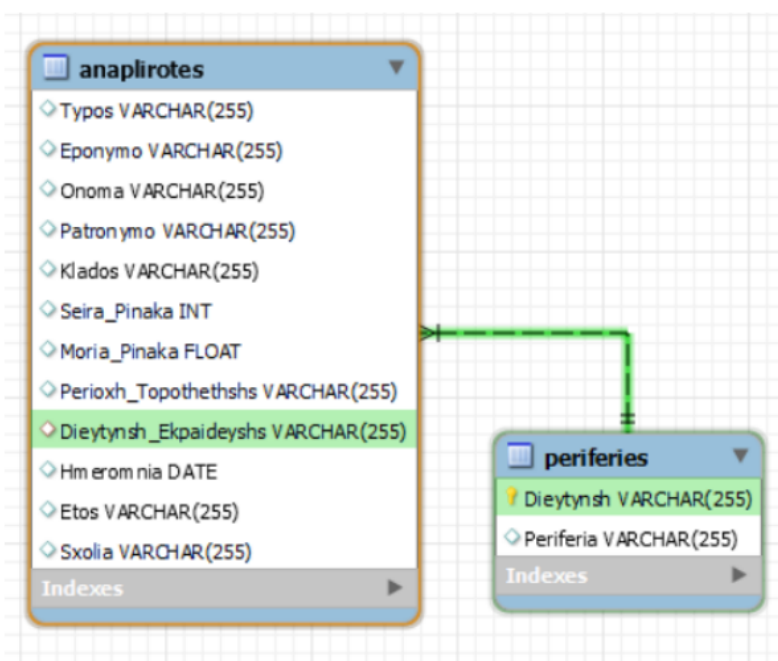 anaplirotes
Typos VARCHAR(255)
Eponymo VARCHAR(255)
Onoma VARCHAR(255)
Patronymo VARCHAR(255)
Klados VARCHAR(255)
Seira_Pinaka INT
Moria_Pinaka FLOAT
Perioxh_Topothethshs VARCHAR(255)
Dieytynsh_Ekpaideyshs VARCHAR(255)
Hmeromnia DATE
Etos VARCHAR(255)
Sxolia VARCHAR(255)
Indexes
periferies
Dieytynsh VARCHAR(255)
Periferia VARCHAR(255)
Indexes